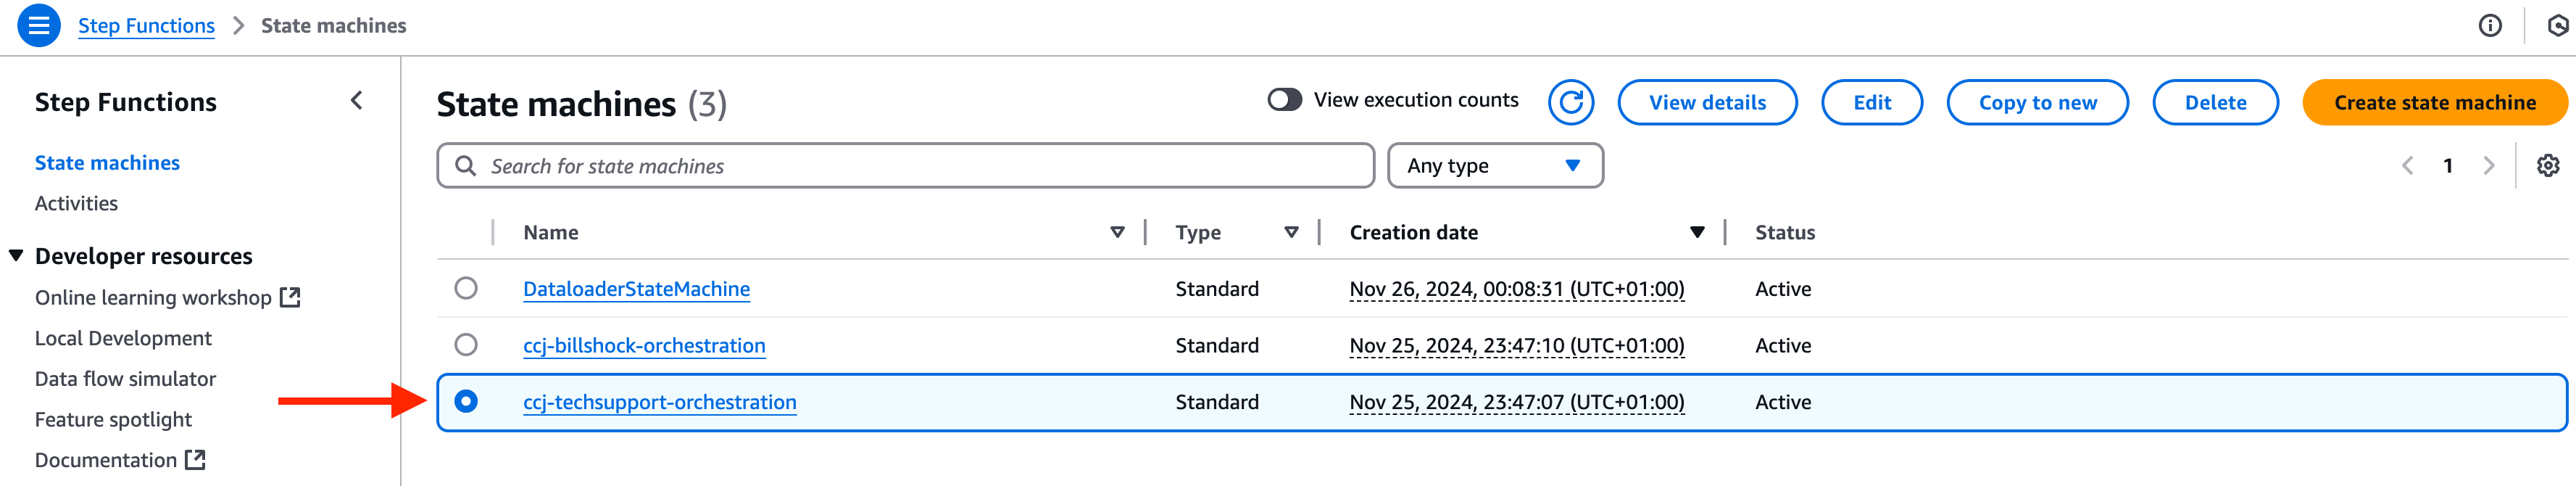 Step Functions > State machines
Step Functions
State machines
Activities
Developer resources
Online learning workshop
Local Development
Data flow simulator
Feature spotlight
Documentation
State machines (3)
View execution counts
View details
Edit
Copy to new
Delete
Create state machine
Search for state machines
Any type
1
Name Type Creation date Status
DataloaderStateMachine Standard Nov 26, 2024, 00:08:31 (UTC+01:00) Active
ccj-billshock-orchestration Standard Nov 25, 2024, 23:47:10 (UTC+01:00) Active
ccj-techsupport-orchestration Standard Nov 25, 2024, 23:47:07 (UTC+01:00) Active